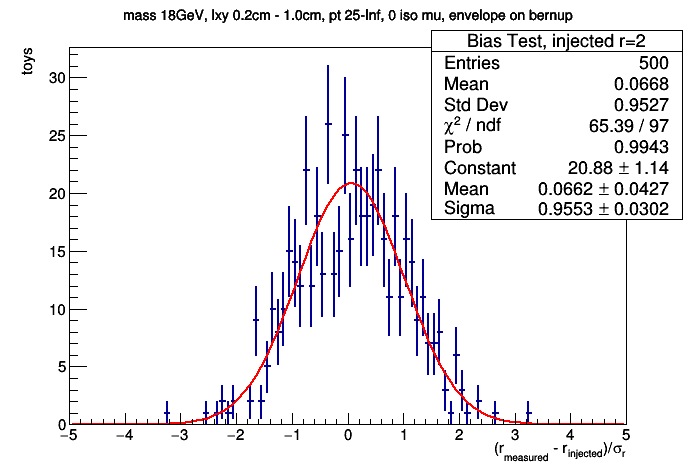 mass 18GeV, lxy 0.2cm - 1.0cm, pt 25-Inf, 0 iso mu, envelope on bernup
toys
Bias Test, injected r=2
Entries 500
Mean 0.0668
Std Dev 0.9527
χ² / ndf 65.39 / 97
Prob 0.9943
Constant 20.88 ± 1.14
Mean 0.0662 ± 0.0427
Sigma 0.9553 ± 0.0302
30
25
20
15
10
5
0
−5 −4 −3 −2 −1 0 1 2 3 4 5
(r_measured - r_injected)/σ_r